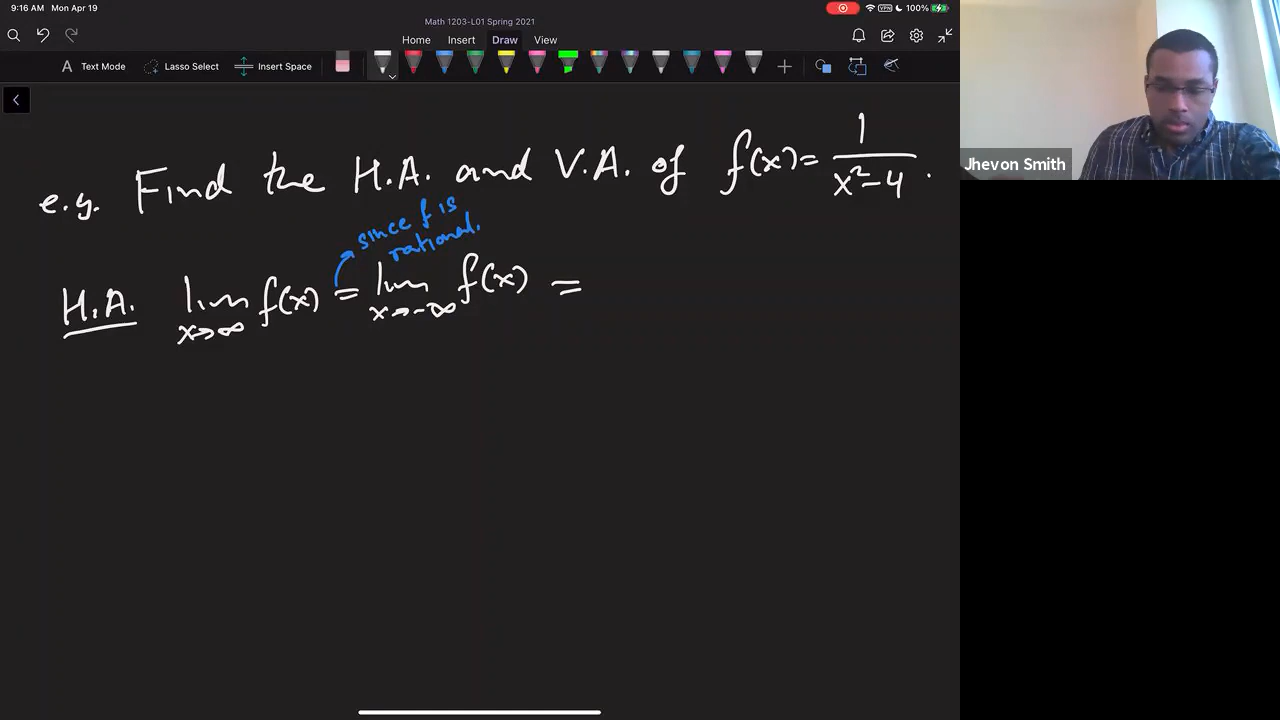 9:16 AM Mon Apr 19
VPN 100%
Math 1203-L01 Spring 2021
Home Insert Draw View
A Text Mode Lasso Select Insert Space
e.g. Find the H.A. and V.A. of f(x) = 1/(x²-4).
since f is
rational.
H.A. lim x→∞ f(x) = lim x→-∞ f(x) =
Jhevon Smith